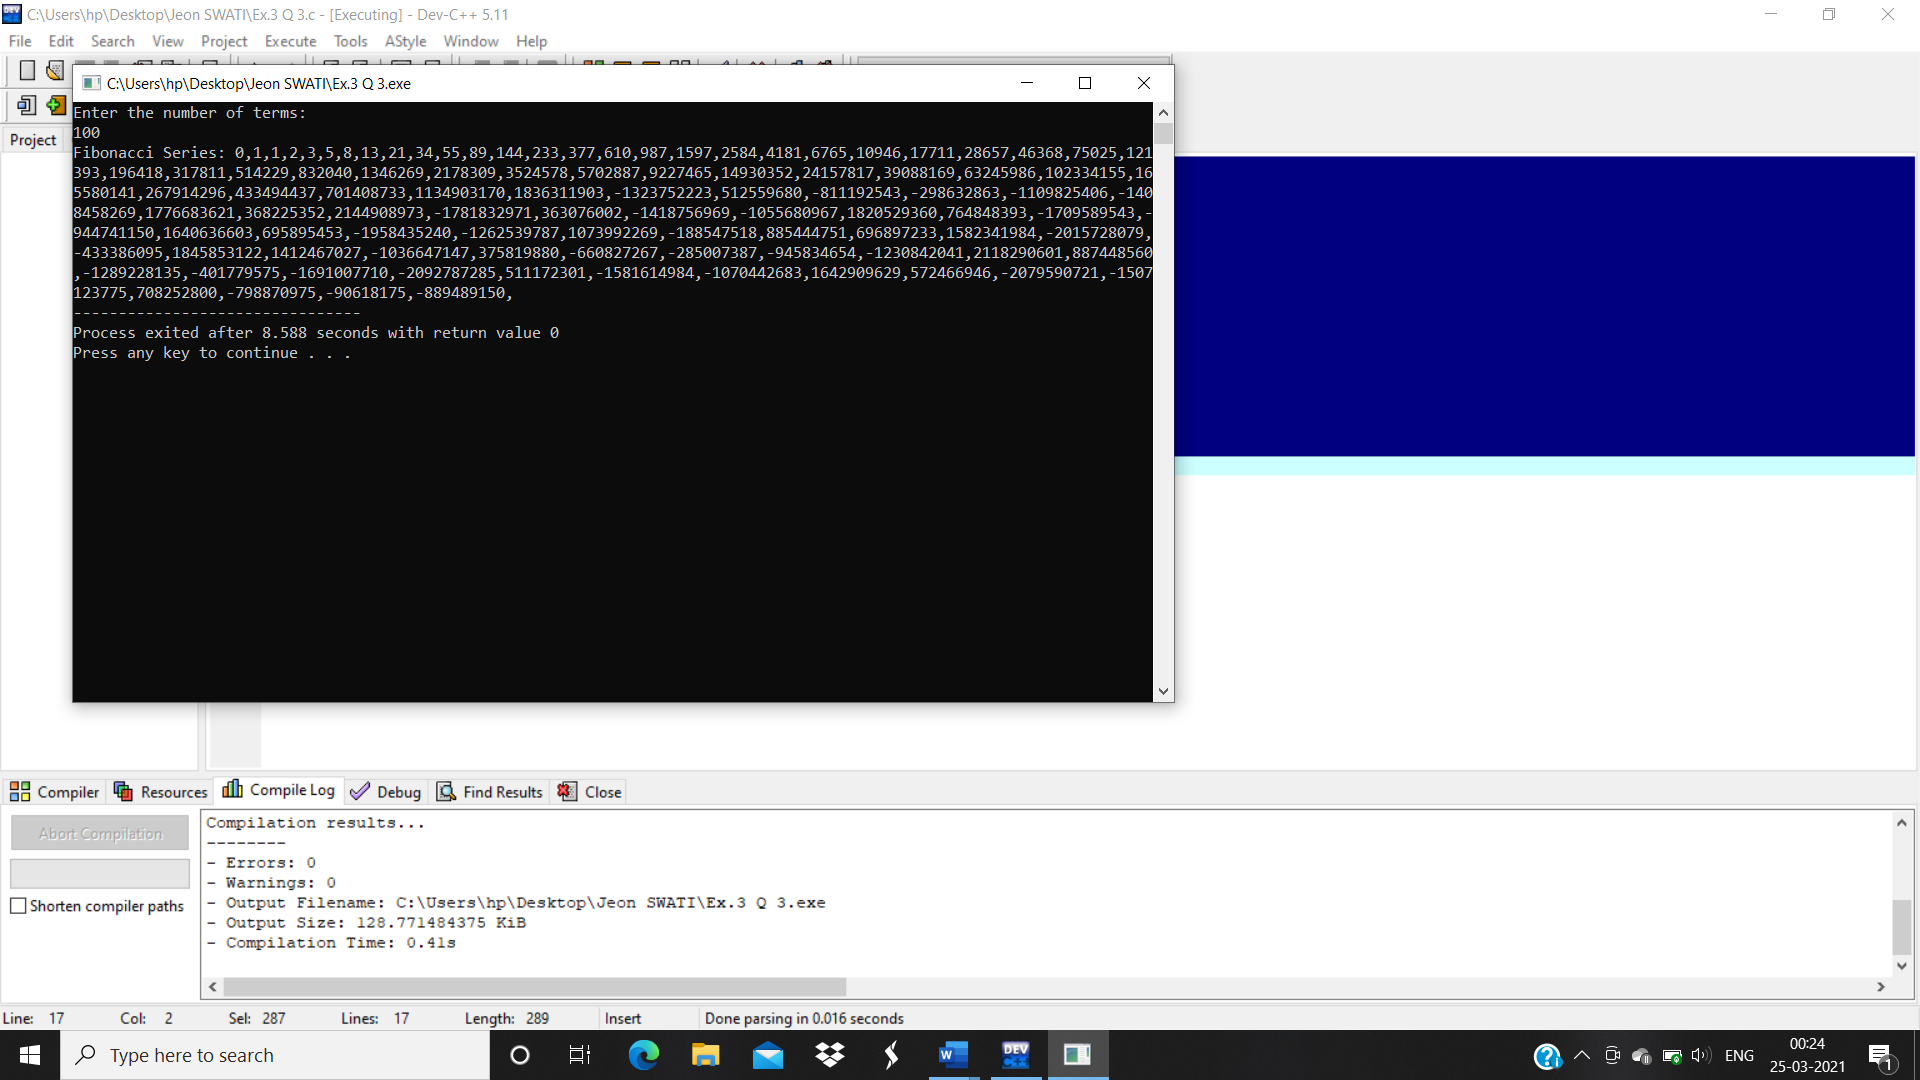 C:\Users\hp\Desktop\Jeon SWATI\Ex.3 Q 3.c - [Executing] - Dev-C++ 5.11
File Edit Search View Project Execute Tools AStyle Window Help
C:\Users\hp\Desktop\Jeon SWATI\Ex.3 Q 3.exe
Project
Enter the number of terms:
100
Fibonacci Series: 0,1,1,2,3,5,8,13,21,34,55,89,144,233,377,610,987,1597,2584,4181,6765,10946,17711,28657,46368,75025,121
393,196418,317811,514229,832040,1346269,2178309,3524578,5702887,9227465,14930352,24157817,39088169,63245986,102334155,16
5580141,267914296,433494437,701408733,1134903170,1836311903,-1323752223,512559680,-811192543,-298632863,-1109825406,-140
8458269,1776683621,368225352,2144908973,-1781832971,363076002,-1418756969,-1055680967,1820529360,764848393,-1709589543,-
944741150,1640636603,695895453,-1958435240,-1262539787,1073992269,-188547518,885444751,696897233,1582341984,-2015728079,
-433386095,1845853122,1412467027,-1036647147,375819880,-660827267,-285007387,-945834654,-1230842041,2118290601,887448560
,-1289228135,-401779575,-1691007710,-2092787285,511172301,-1581614984,-1070442683,1642909629,572466946,-2079590721,-1507
123775,708252800,-798870975,-90618175,-889489150,
--------------------------------
Process exited after 8.588 seconds with return value 0
Press any key to continue . . .
Compiler Resources Compile Log Debug Find Results Close
Abort Compilation
Shorten compiler paths
Compilation results...
--------
- Errors: 0
- Warnings: 0
- Output Filename: C:\Users\hp\Desktop\Jeon SWATI\Ex.3 Q 3.exe
- Output Size: 128.771484375 KiB
- Compilation Time: 0.41s
Line: 17 Col: 2 Sel: 287 Lines: 17 Length: 289 Insert Done parsing in 0.016 seconds
Type here to search
DEV C++
ENG
00:24
25-03-2021
1